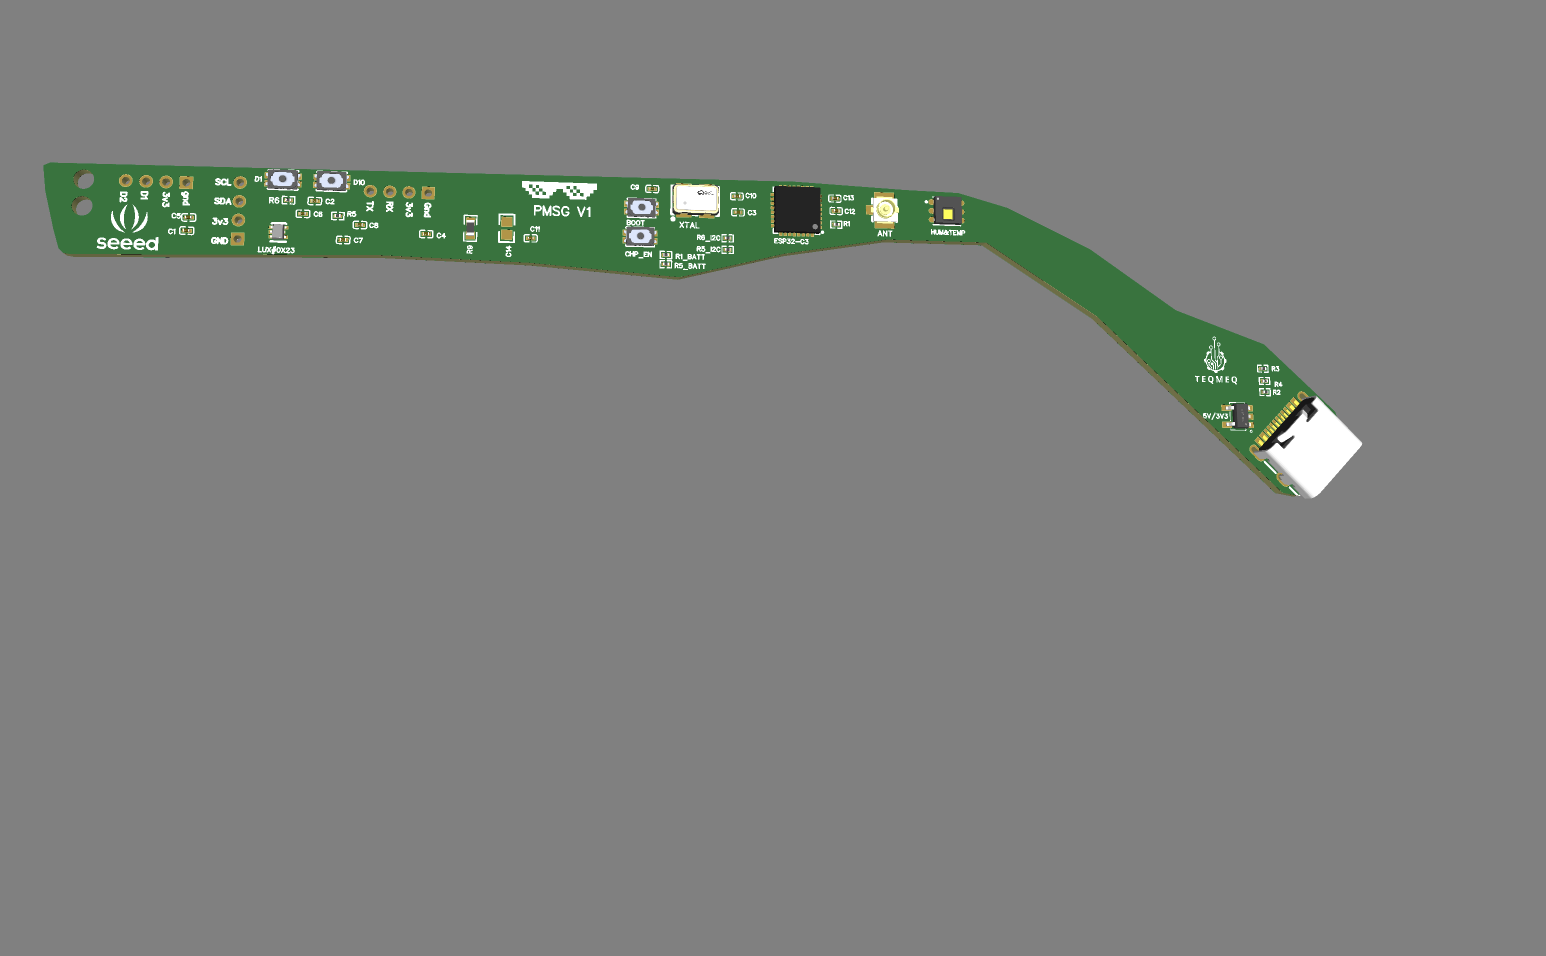 D2
D1
3v3
gnd
C5
C1
seeed
SCL
SDA
3v3
GND
D1
D10
R6
C2
C6
R5
C8
C7
TX
RX
3v3
Gnd
C4
R9
C14
C11
PMSG V1
C9
BOOT
CHP_EN
XTAL
C10
C3
R6_I2C
R5_I2C
R1_BATT
R5_BATT
ESP32-C3
C13
C12
R1
ANT
HUM&TEMP
TEQMEQ
R3
R4
R2
5V/3V3